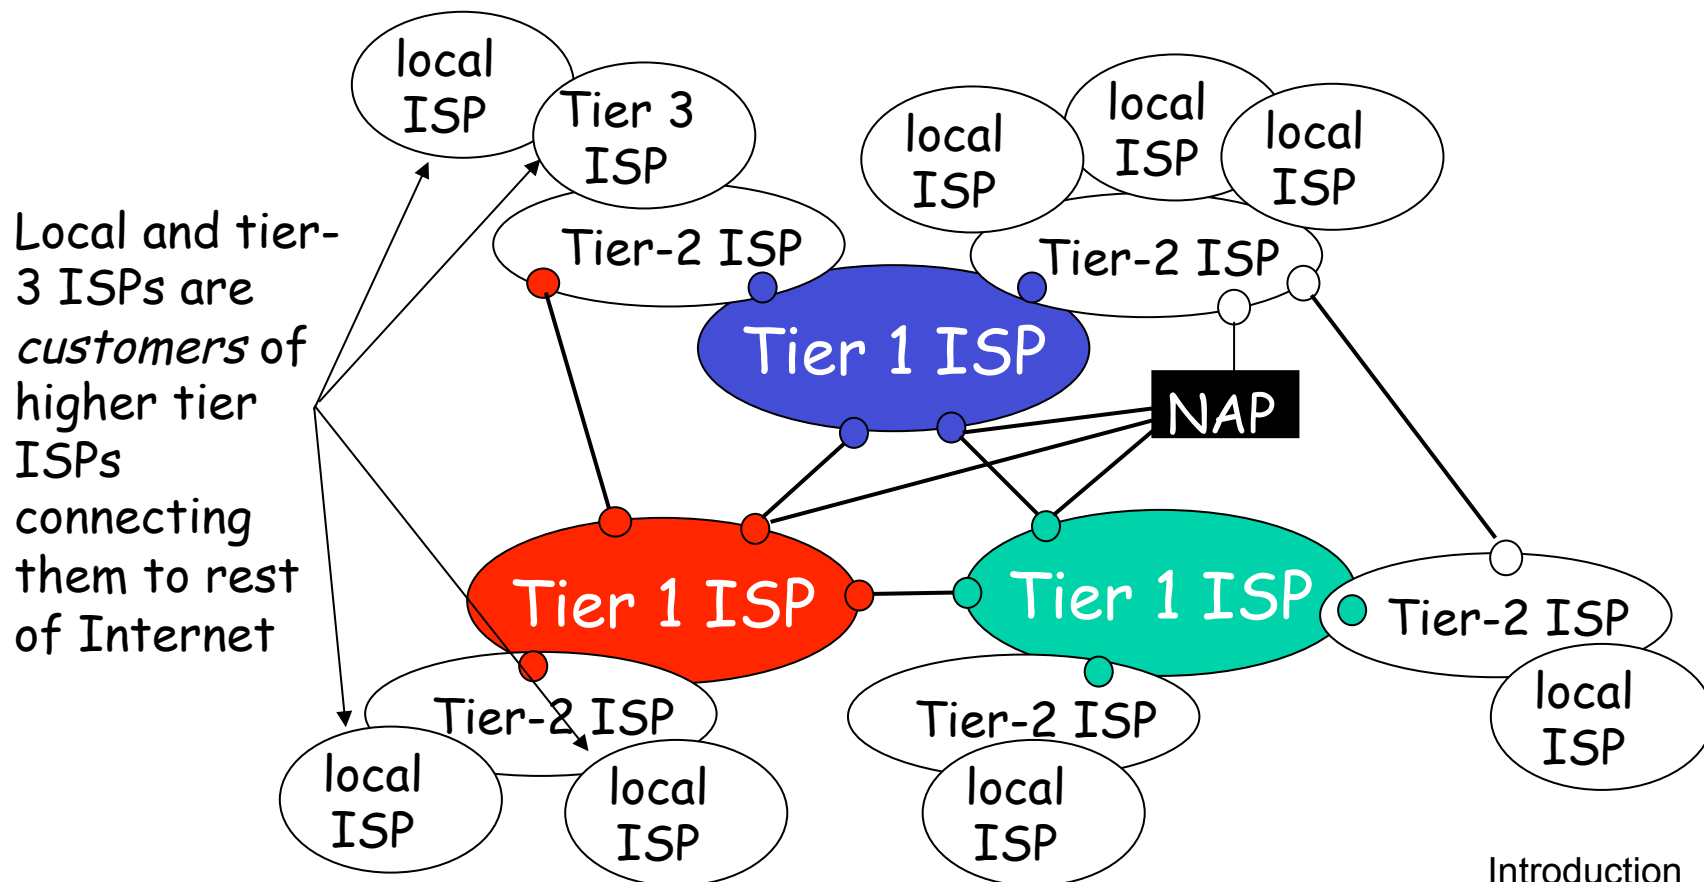 local
ISP
Tier 3
ISP
local
ISP
local
ISP
local
ISP
Local and tier-
3 ISPs are
customers of
higher tier
ISPs
connecting
them to rest
of Internet
Tier-2 ISP
Tier-2 ISP
Tier 1 ISP
NAP
Tier 1 ISP
Tier 1 ISP
Tier-2 ISP
local
ISP
Tier-2 ISP
Tier-2 ISP
local
ISP
local
ISP
local
ISP
Introduction